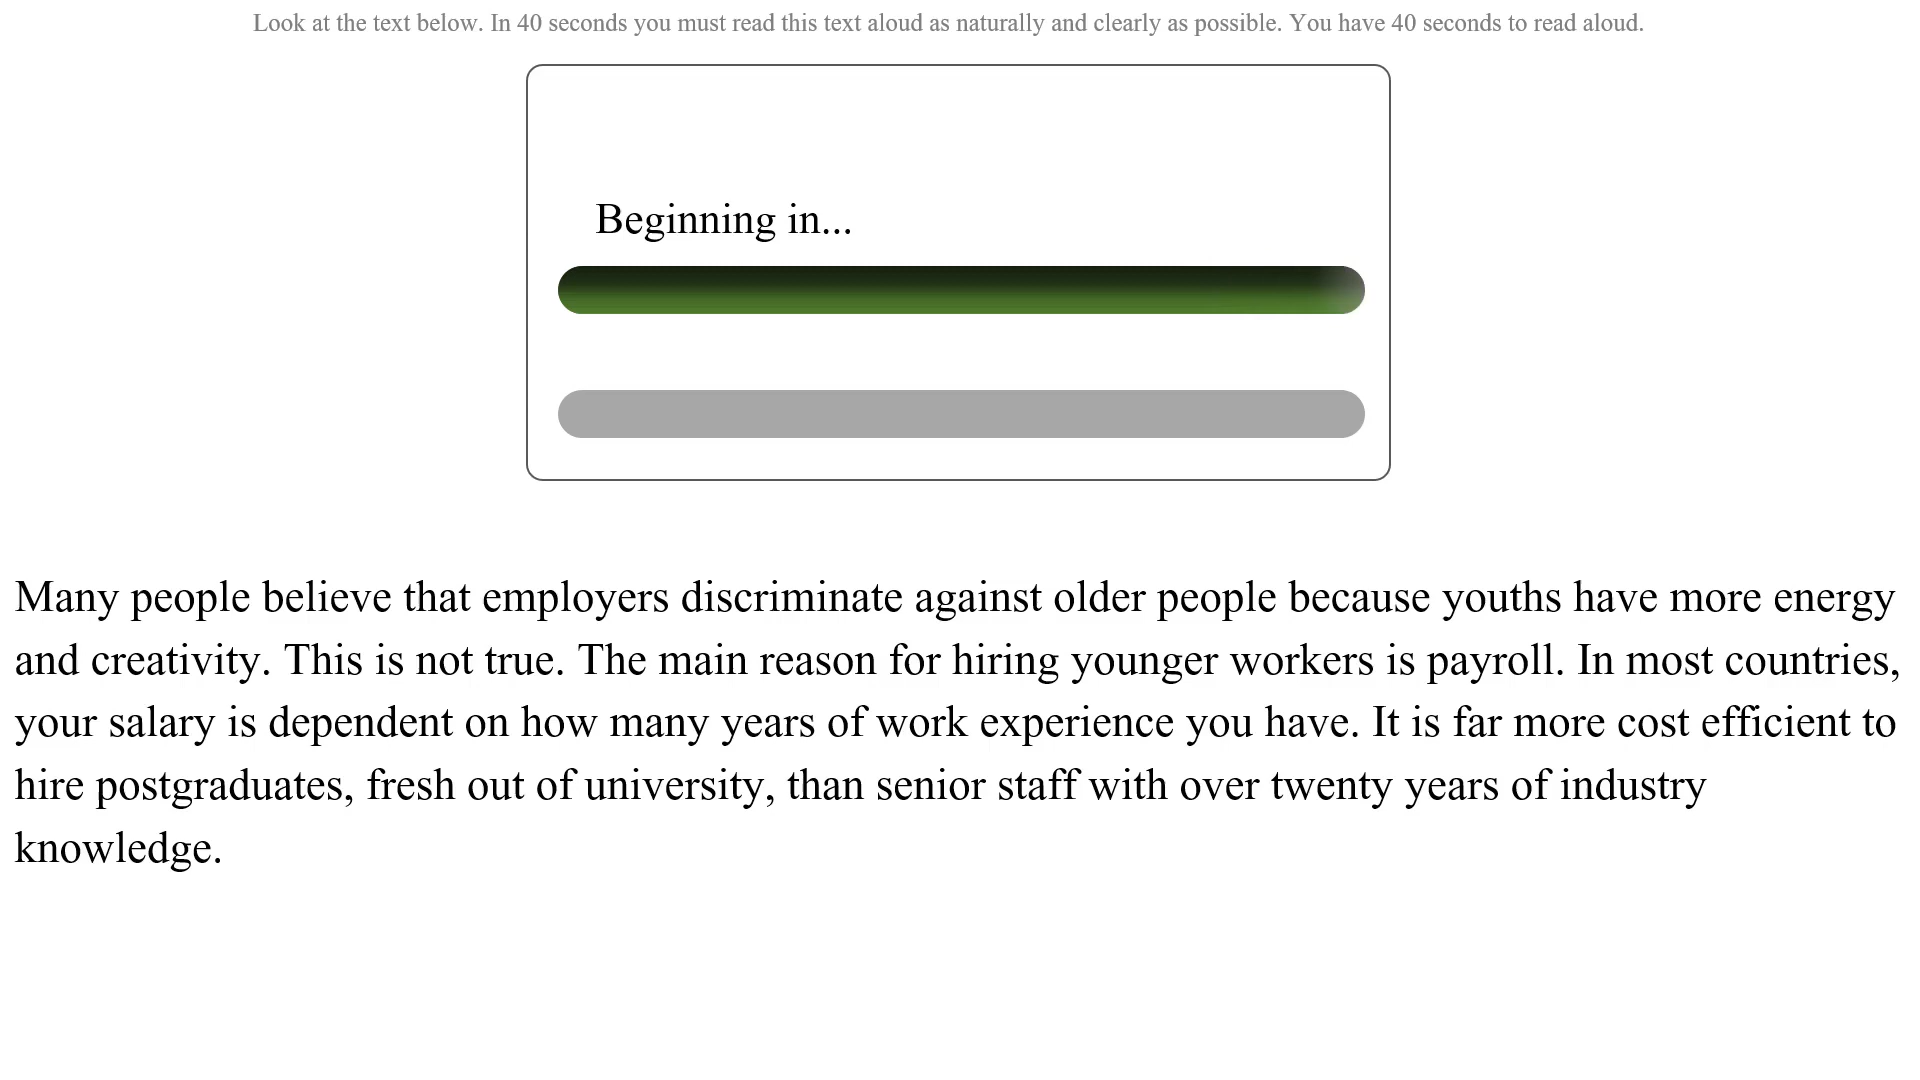 Look at the text below. In 40 seconds you must read this text aloud as naturally and clearly as possible. You have 40 seconds to read aloud.
Beginning in...
Many people believe that employers discriminate against older people because youths have more energy
and creativity. This is not true. The main reason for hiring younger workers is payroll. In most countries,
your salary is dependent on how many years of work experience you have. It is far more cost efficient to
hire postgraduates, fresh out of university, than senior staff with over twenty years of industry
knowledge.